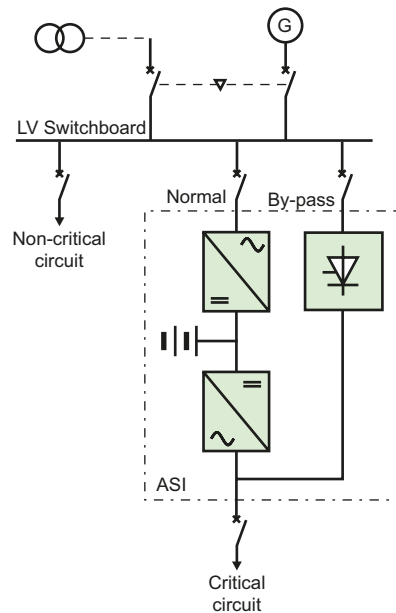 G
LV Switchboard
Normal
By-pass
Non-critical
circuit
ASI
Critical
circuit